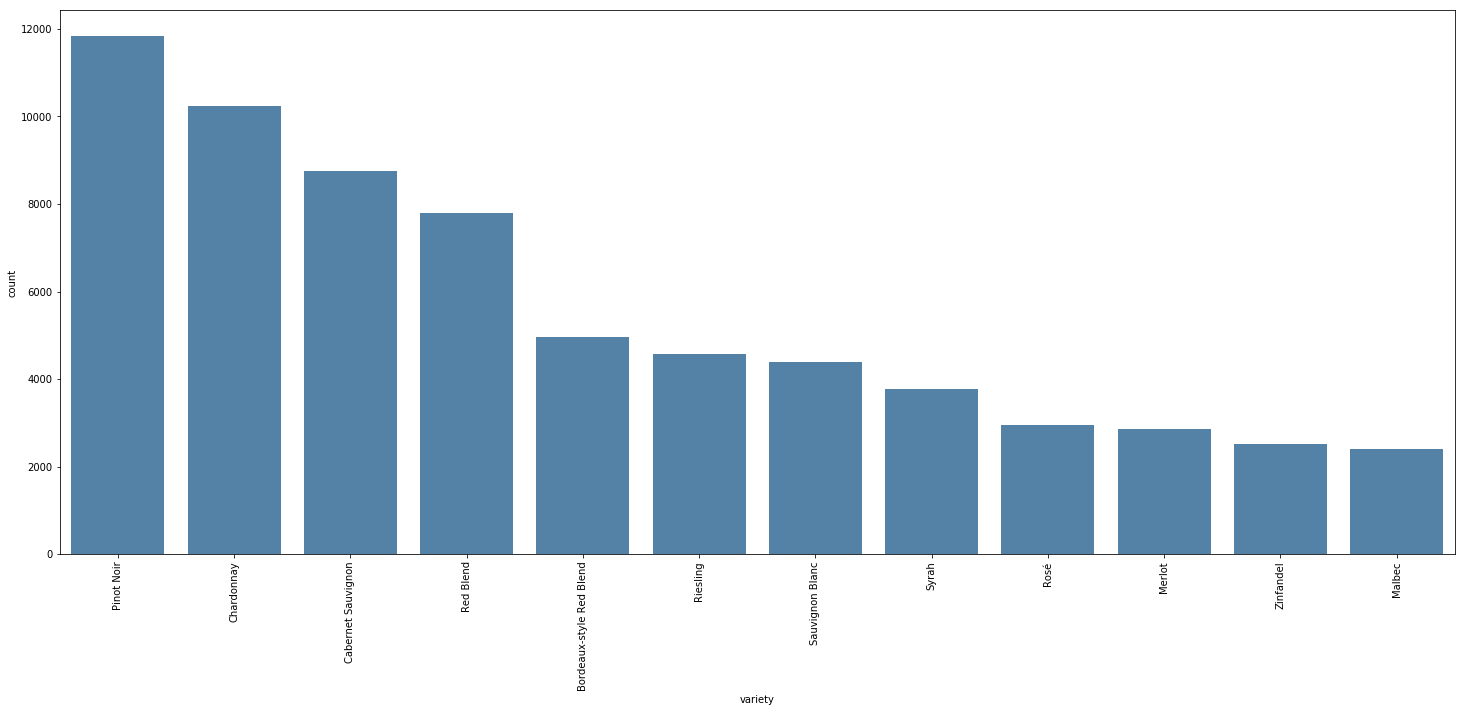 12000
10000
8000
6000
4000
2000
0
count
Pinot Noir
Chardonnay
Cabernet Sauvignon
Red Blend
Bordeaux-style Red Blend
Riesling
Sauvignon Blanc
Syrah
Rosé
Merlot
Zinfandel
Malbec
variety